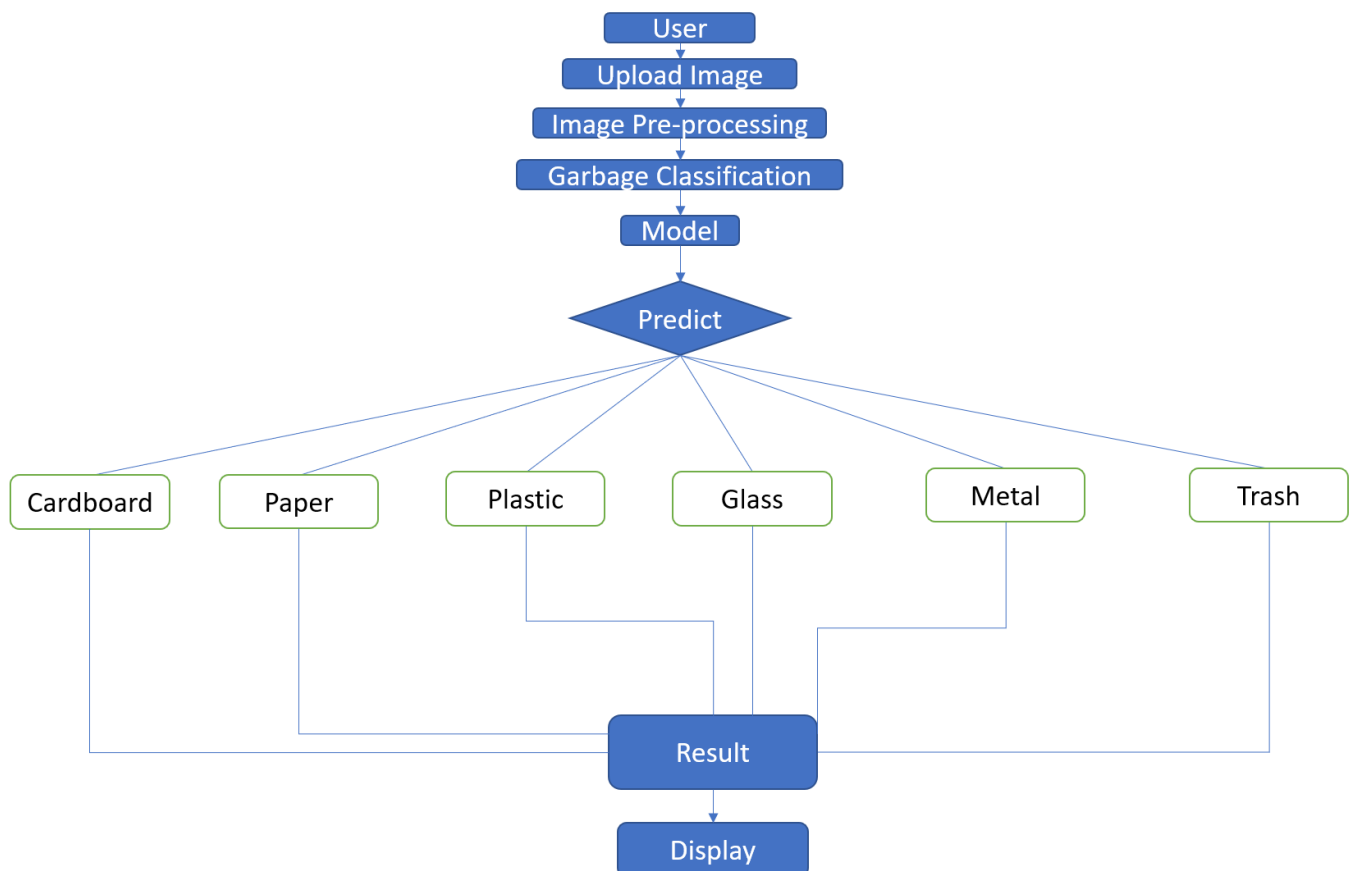 User
Upload Image
Image Pre-processing
Garbage Classification
Model
Predict
Cardboard
Paper
Plastic
Glass
Metal
Trash
Result
Display